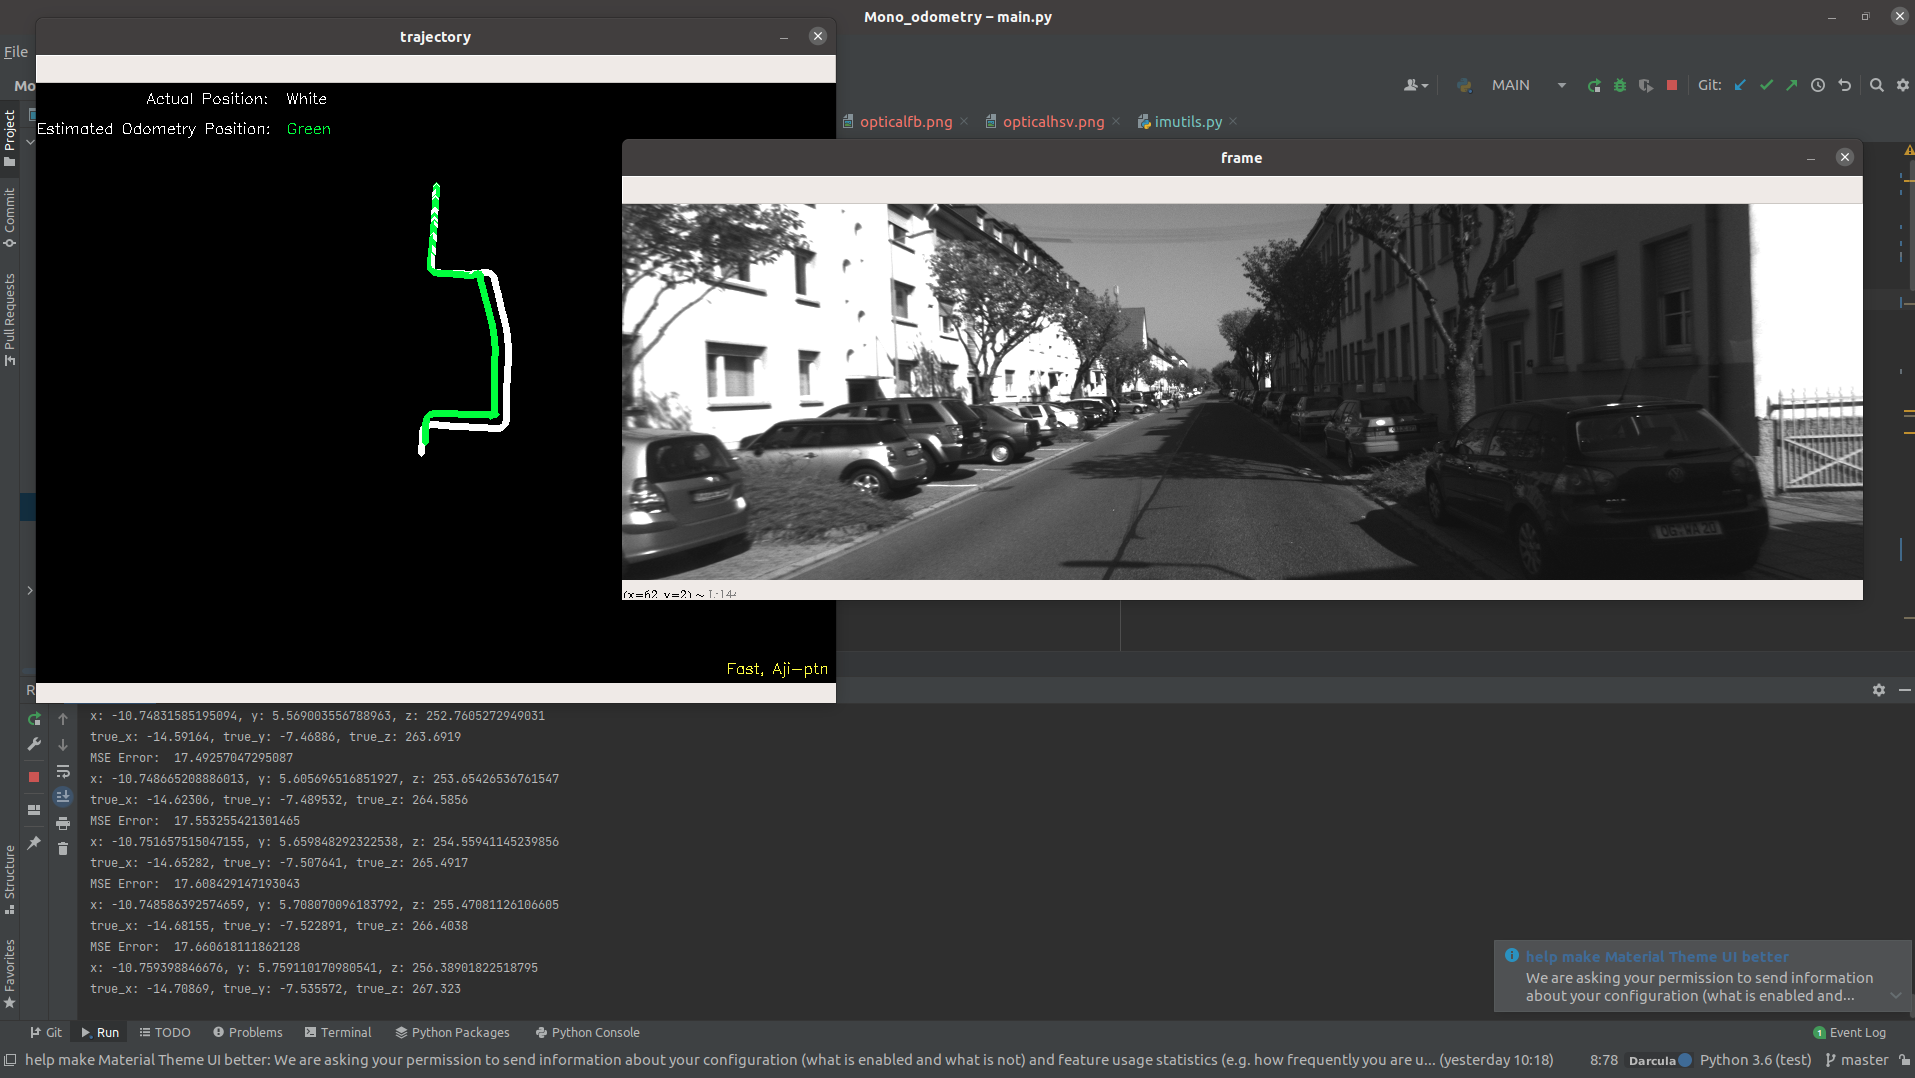 Mono_odometry – main.py
trajectory
File
Mo
MAIN
Git:
Actual Position: White
Estimated Odometry Position: Green
opticalfb.png
opticalhsv.png
imutils.py
frame
Project
Commit
Pull Requests
Structure
Favorites
(x=62, y=2) ~ L:144
Fast, Aji-ptn
R
x: -10.74831585195094, y: 5.569003556788963, z: 252.7605272949031
true_x: -14.59164, true_y: -7.46886, true_z: 263.6919
MSE Error: 17.49257047295087
x: -10.748665208886013, y: 5.605696516851927, z: 253.65426536761547
true_x: -14.62306, true_y: -7.489532, true_z: 264.5856
MSE Error: 17.553255421301465
x: -10.751657515047155, y: 5.659848292322538, z: 254.55941145239856
true_x: -14.65282, true_y: -7.507641, true_z: 265.4917
MSE Error: 17.608429147193043
x: -10.748586392574659, y: 5.708070096183792, z: 255.47081126106605
true_x: -14.68155, true_y: -7.522891, true_z: 266.4038
MSE Error: 17.660618111862128
x: -10.759398846676, y: 5.759110170980541, z: 256.38901822518795
true_x: -14.70869, true_y: -7.535572, true_z: 267.323
help make Material Theme UI better
We are asking your permission to send information
about your configuration (what is enabled and...
Git
Run
TODO
Problems
Terminal
Python Packages
Python Console
1 Event Log
help make Material Theme UI better: We are asking your permission to send information about your configuration (what is enabled and what is not) and feature usage statistics (e.g. how frequently you are u... (yesterday 10:18)
8:78
Darcula
Python 3.6 (test)
master